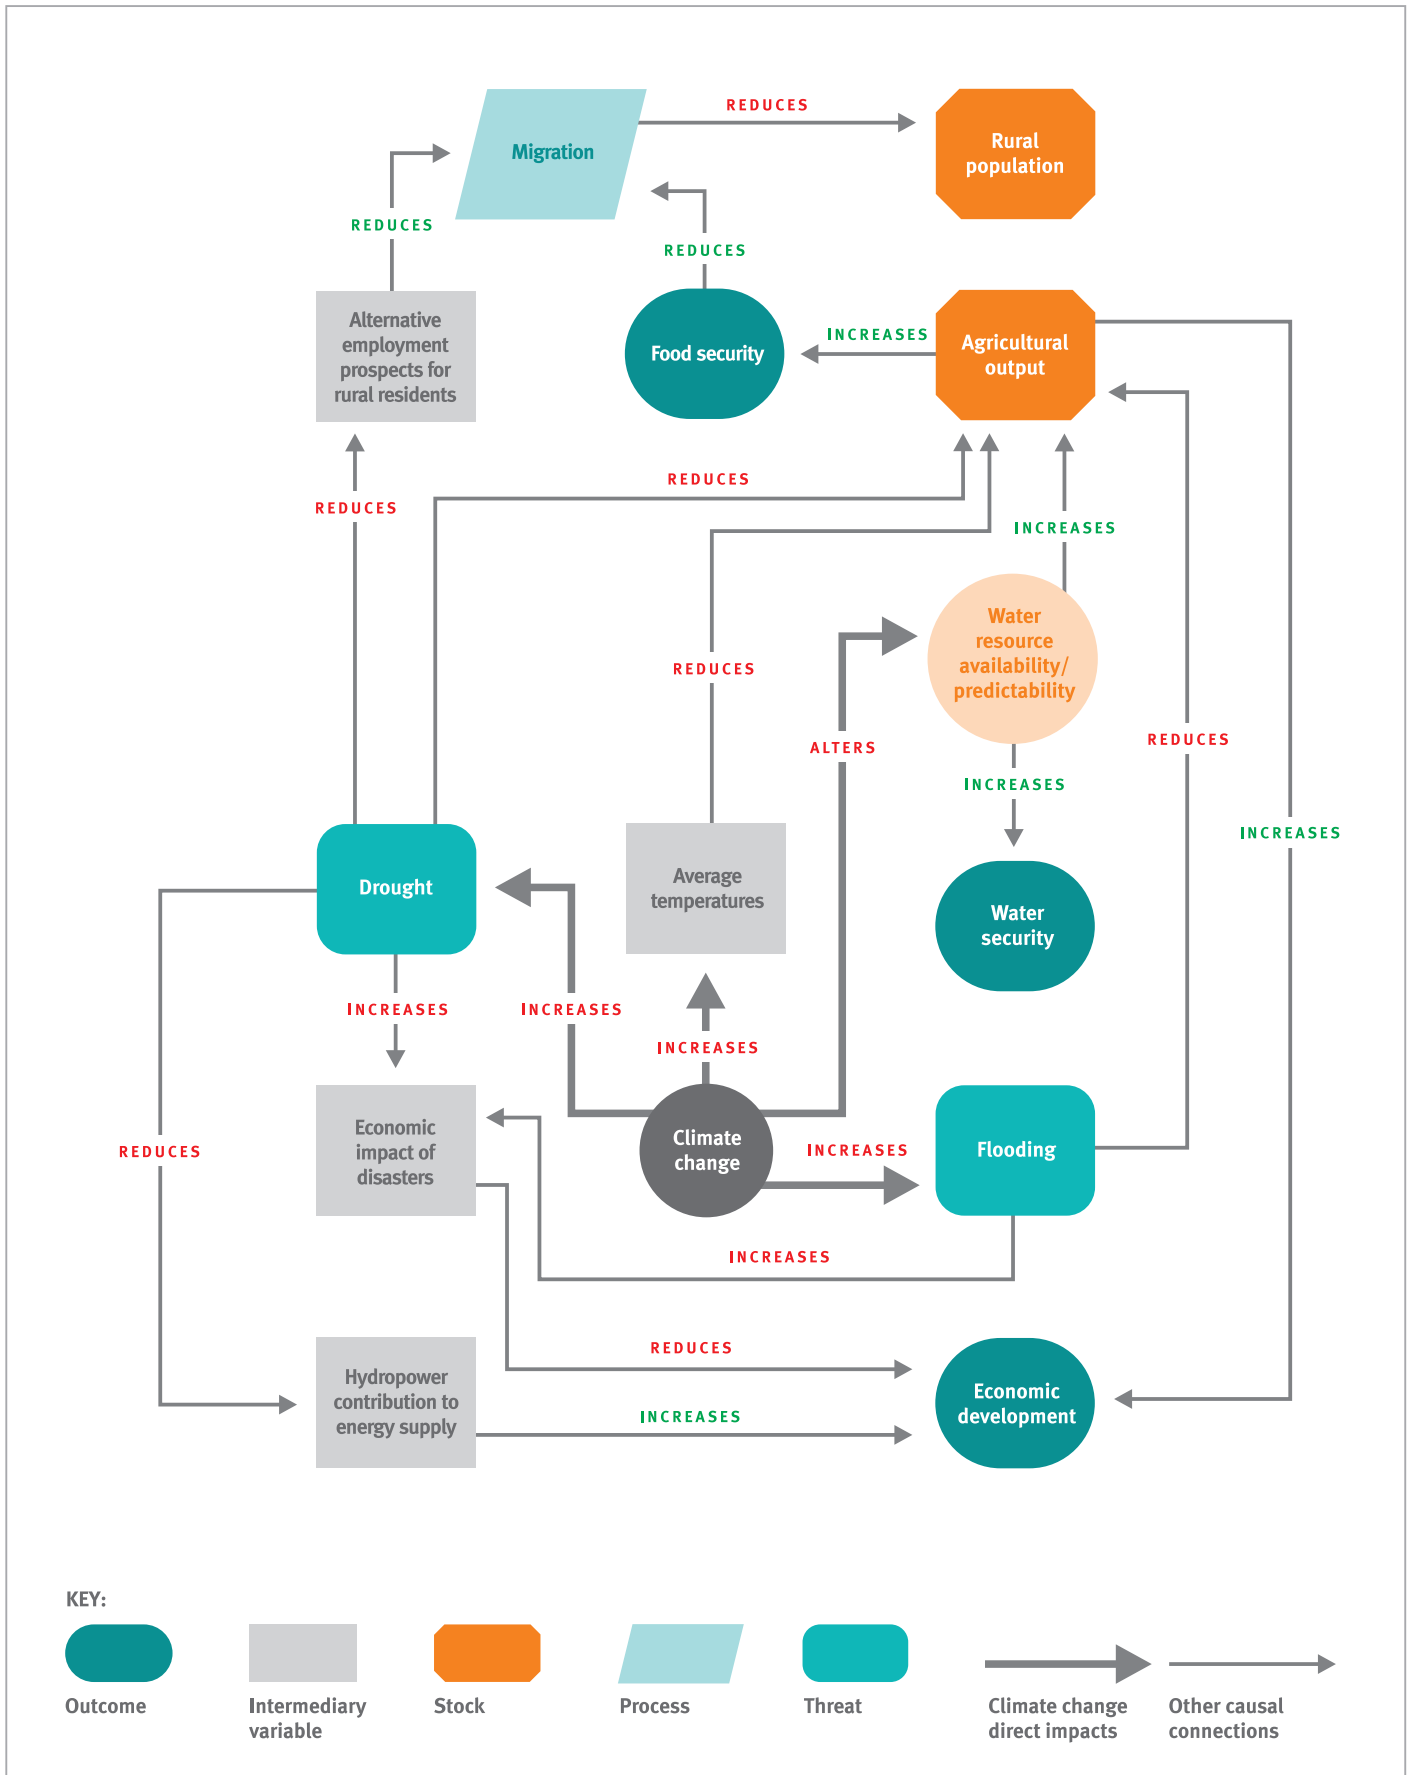 REDUCES
Migration
Rural
population
REDUCES
REDUCES
Alternative
employment
prospects for
rural residents
Food security
INCREASES
Agricultural
output
REDUCES
REDUCES
INCREASES
Water
resource
availability/
predictability
REDUCES
ALTERS
REDUCES
INCREASES
INCREASES
Drought
Average
temperatures
Water
security
INCREASES
INCREASES
INCREASES
REDUCES
Economic
impact of
disasters
Climate
change
INCREASES
Flooding
INCREASES
REDUCES
Hydropower
contribution to
energy supply
INCREASES
Economic
development
KEY:
Outcome
Intermediary
variable
Stock
Process
Threat
Climate change
direct impacts
Other causal
connections